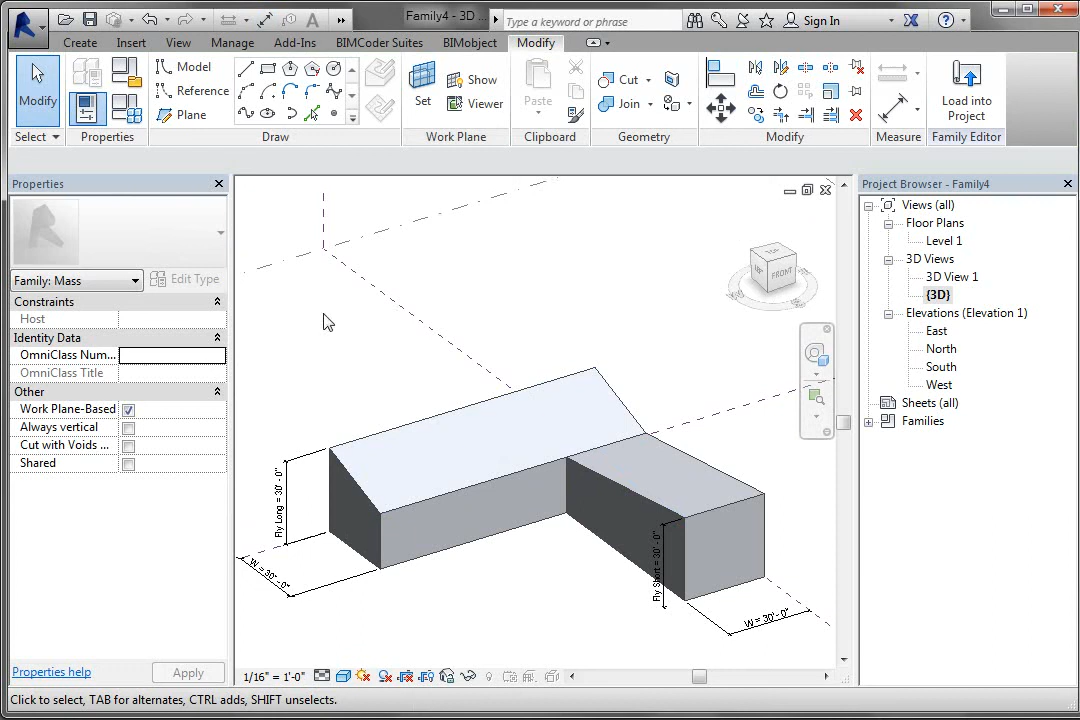 Family4 - 3D ...
Type a keyword or phrase
Sign In
Create
Insert
View
Manage
Add-Ins
BIMCoder Suites
BIMobject
Modify
Modify
Select
Properties
Model
Reference
Plane
Draw
Set
Show
Viewer
Work Plane
Paste
Clipboard
Cut
Join
Geometry
Modify
Measure
Load into
Project
Family Editor
Properties
Family: Mass
Edit Type
Constraints
Host
Identity Data
OmniClass Num...
OmniClass Title
Other
Work Plane-Based
Always vertical
Cut with Voids ...
Shared
Properties help
Apply
TOP
FRONT
W
Fly Long = 30' - 0"
W = 30' - 0"
Fly Short = 30' - 0"
W = 30' - 0"
1/16" = 1'-0"
Project Browser - Family4
Views (all)
Floor Plans
Level 1
3D Views
3D View 1
{3D}
Elevations (Elevation 1)
East
North
South
West
Sheets (all)
Families
Click to select, TAB for alternates, CTRL adds, SHIFT unselects.